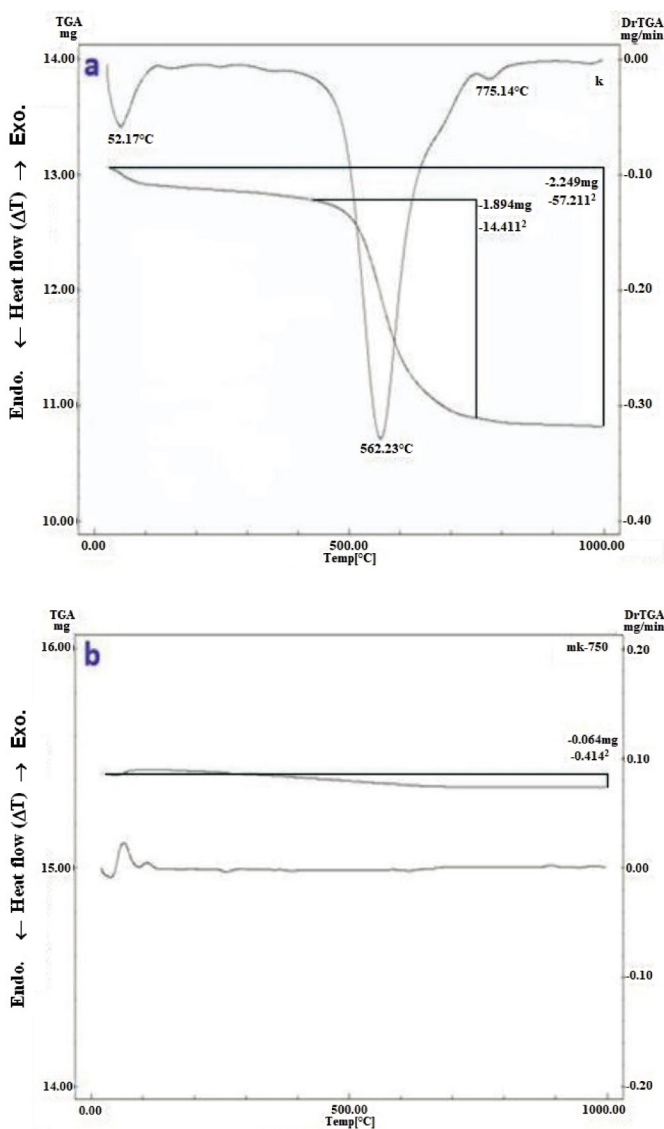 TGA
mg
DrTGA
mg/min
14.00
a
0.00
k
775.14°C
52.17°C
13.00
-2.249mg
-0.10
-57.211²
-1.894mg
-14.411²
12.00
-0.20
11.00
-0.30
562.23°C
10.00
-0.40
0.00
500.00
1000.00
Temp[°C]
Endo. ← Heat flow (ΔT) → Exo.
TGA
mg
DrTGA
mg/min
16.00
b
mk-750
0.20
-0.064mg
-0.414²
0.10
15.00
0.00
-0.10
14.00
-0.20
0.00
500.00
1000.00
Temp[°C]
Endo. ← Heat flow (ΔT) → Exo.